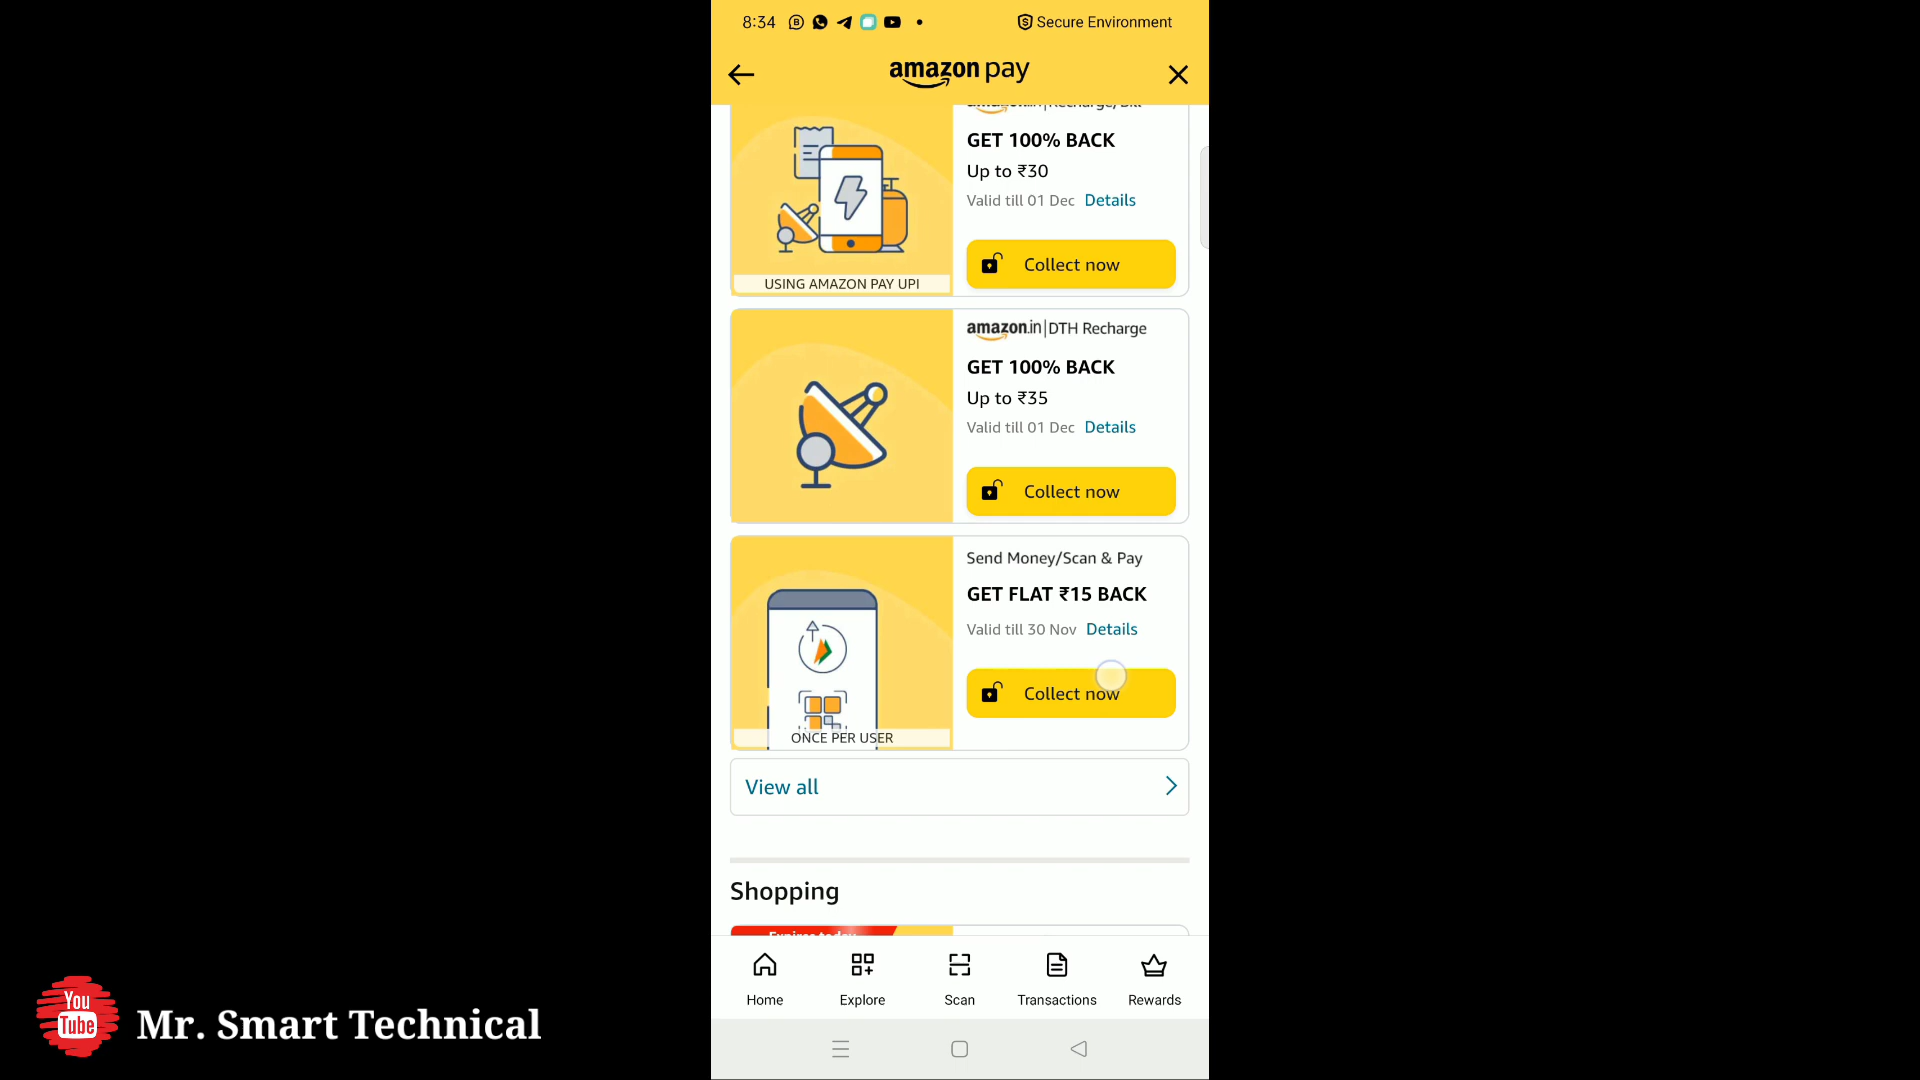 8:34
Secure Environment
amazon pay
GET 100% BACK
Up to ₹30
Valid till 01 Dec Details
Collect now
USING AMAZON PAY UPI
amazon.in|DTH Recharge
GET 100% BACK
Up to ₹35
Valid till 01 Dec Details
Collect now
Send Money/Scan & Pay
GET FLAT ₹15 BACK
Valid till 30 Nov Details
Collect now
ONCE PER USER
View all
Shopping
Expires today
Home
Explore
Scan
Transactions
Rewards
You
Tube
Mr. Smart Technical